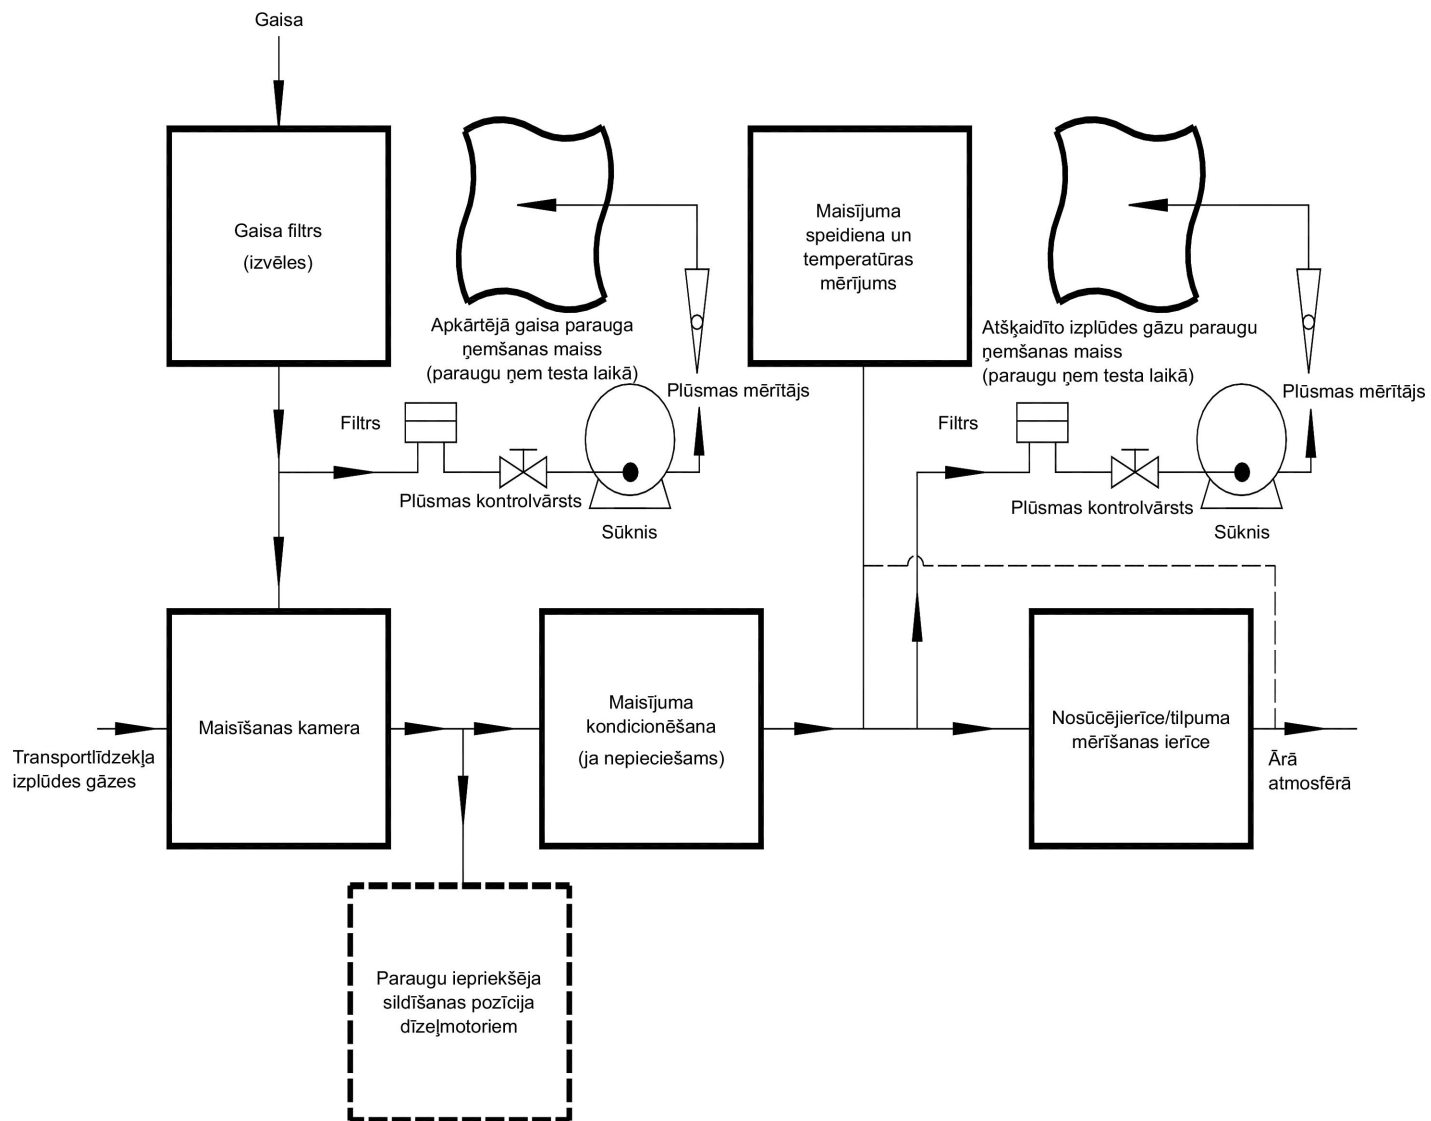 Gaisa
Gaisa filtrs
(izvēles)
Apkārtējā gaisa parauga
ņemšanas maiss
(paraugu ņem testa laikā)
Maisījuma
speidiena un
temperatūras
mērījums
Atšķaidīto izplūdes gāzu paraugu
ņemšanas maiss
(paraugu ņem testa laikā)
Plūsmas mērītājs
Plūsmas mērītājs
Filtrs
Filtrs
Plūsmas kontrolvārsts
Plūsmas kontrolvārsts
Sūknis
Sūknis
Maisīšanas kamera
Maisījuma
kondicionēšana
(ja nepieciešams)
Nosūcējierīce/tilpuma
mērīšanas ierīce
Transportlīdzekļa
izplūdes gāzes
Ārā
atmosfērā
Paraugu iepriekšēja
sildīšanas pozīcija
dīzeļmotoriem